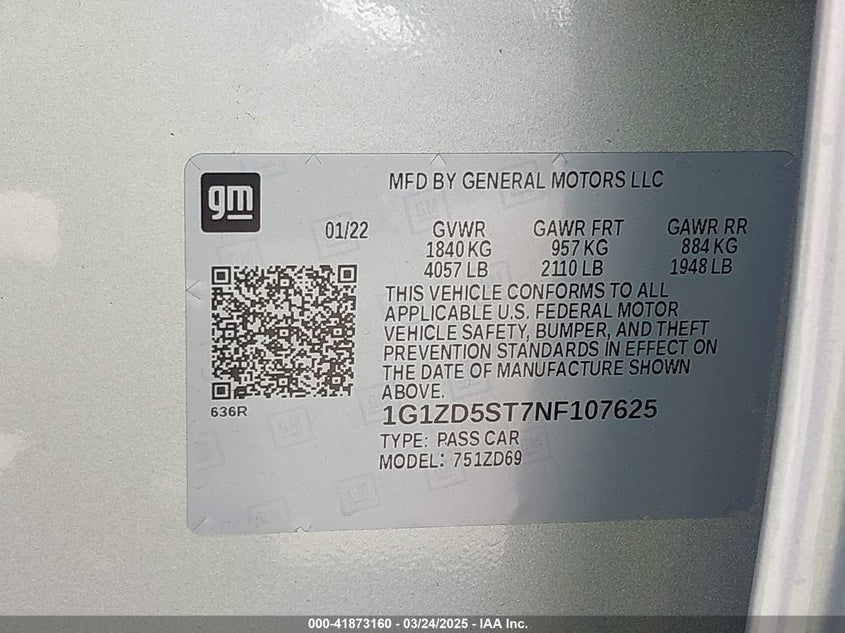 gm
MFD BY GENERAL MOTORS LLC
01/22 GVWR GAWR FRT GAWR RR
1840 KG 957 KG 884 KG
4057 LB 2110 LB 1948 LB
THIS VEHICLE CONFORMS TO ALL
APPLICABLE U.S. FEDERAL MOTOR
VEHICLE SAFETY, BUMPER, AND THEFT
PREVENTION STANDARDS IN EFFECT ON
THE DATE OF MANUFACTURE SHOWN
ABOVE.
636R
1G1ZD5ST7NF107625
TYPE: PASS CAR
MODEL: 751ZD69
000-41873160 - 03/24/2025 - IAA Inc.